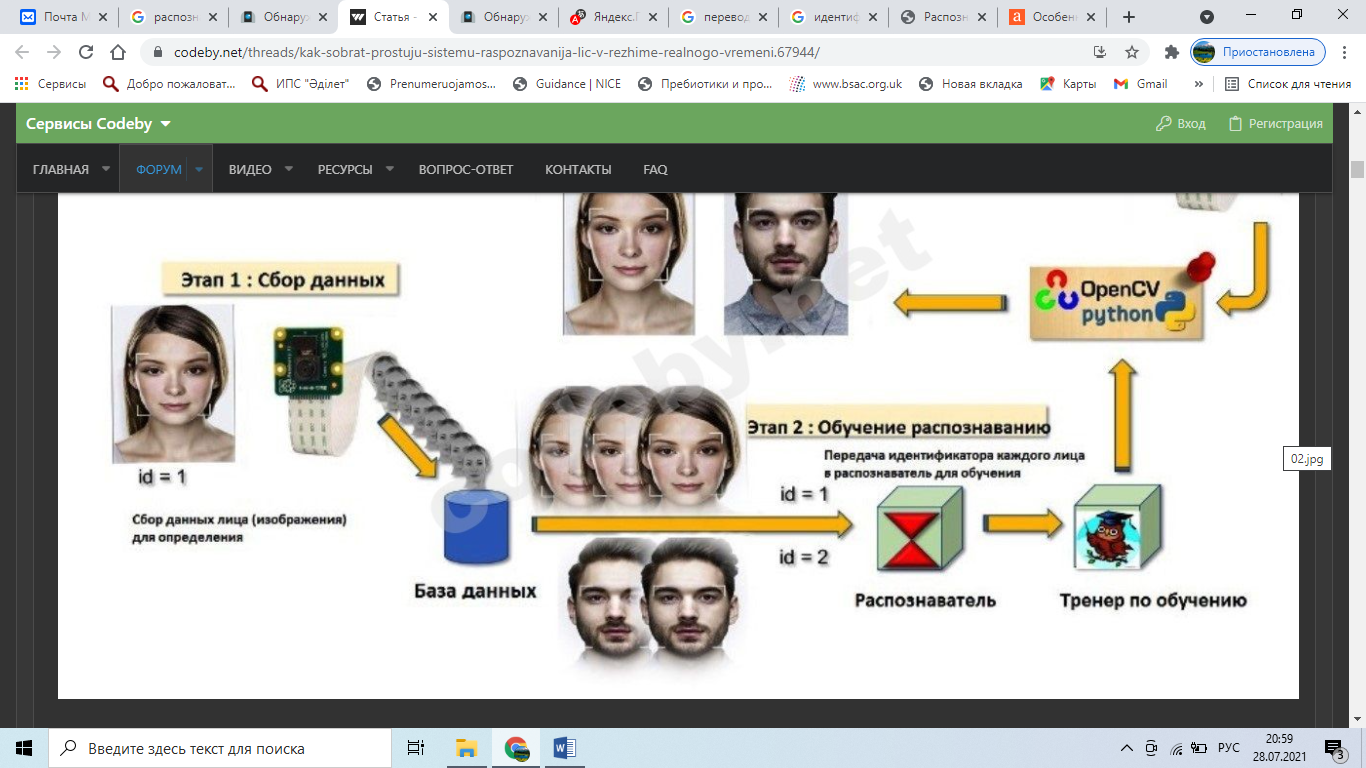 Почта М
распозн
Обнаруж
Статья -
Обнаруж
Яндекс.П
перевод
идентиф
Распозн
Особен
codeby.net/threads/kak-sobrat-prostuju-sistemu-raspoznavanija-lic-v-rezhime-realnogo-vremeni.67944/
Приостановлена
Сервисы
Добро пожаловат...
ИПС "Әділет"
Prenumeruojamos...
Guidance | NICE
Пребиотики и про...
www.bsac.org.uk
Новая вкладка
Карты
Gmail
»
Список для чтения
Сервисы Codeby
Вход
Регистрация
ГЛАВНАЯ
ФОРУМ
ВИДЕО
РЕСУРСЫ
ВОПРОС-ОТВЕТ
КОНТАКТЫ
FAQ
Этап 1 : Сбор данных
OpenCV
python
codeby.net
id = 1
Сбор данных лица (изображения)
для определения
База данных
Этап 2 : Обучение распознаванию
Передача идентификатора каждого лица
в распознаватель для обучения
id = 1
id = 2
Распознаватель
Тренер по обучению
02.jpg
Введите здесь текст для поиска
РУС
20:59
28.07.2021
3